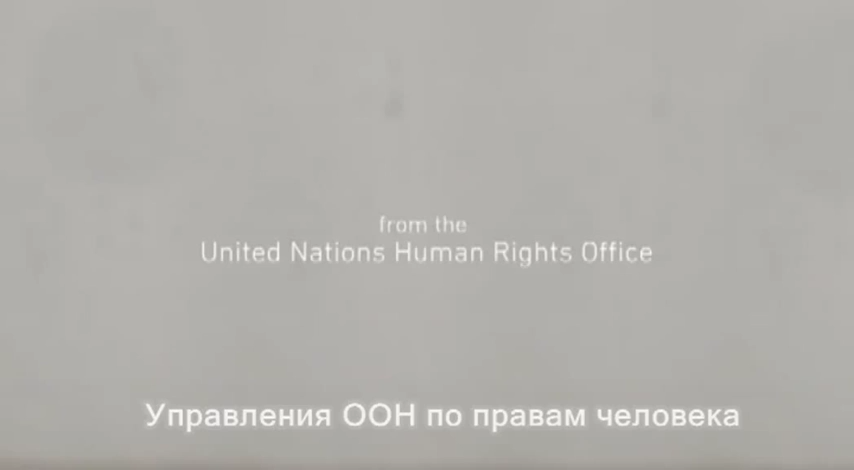 from the
United Nations Human Rights Office
Управления ООН по правам человека